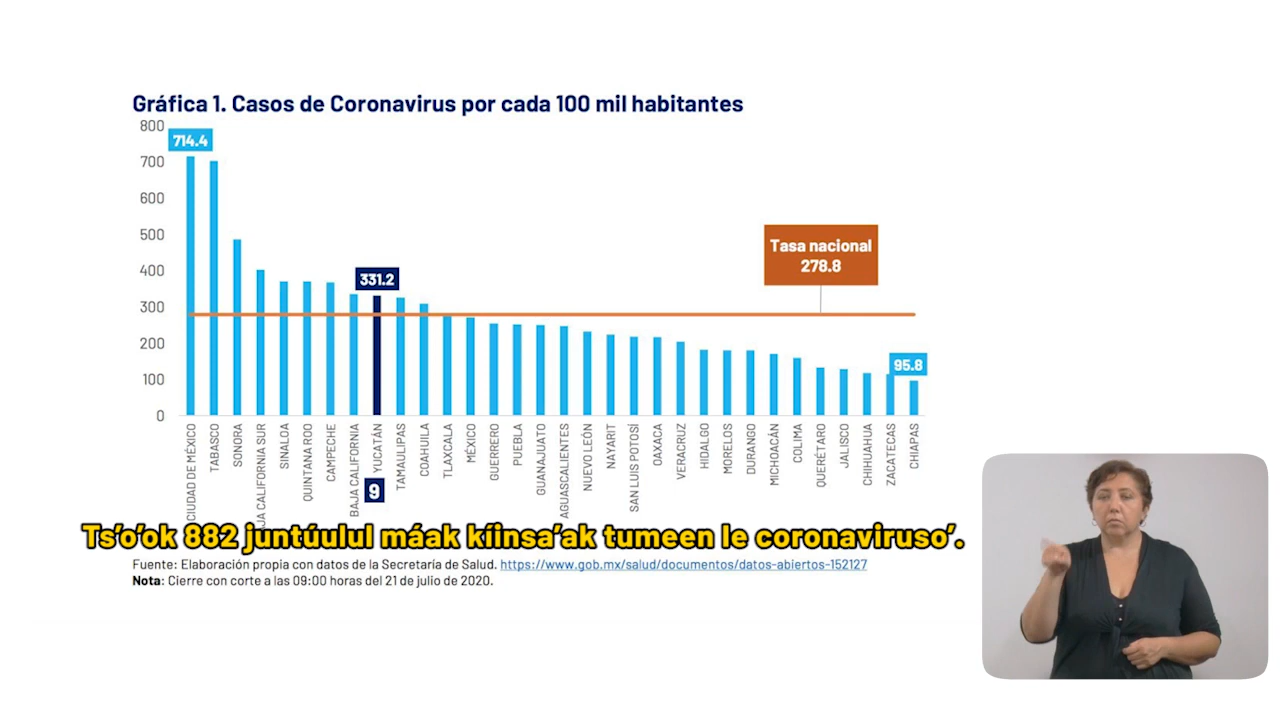 Gráfica 1. Casos de Coronavirus por cada 100 mil habitantes
800
700
600
500
400
300
200
100
0
714.4
331.2
Tasa nacional
278.8
95.8
CIUDAD DE MÉXICO
TABASCO
SONORA
JA CALIFORNIA SUR
SINALOA
QUINTANA ROO
CAMPECHE
BAJA CALIFORNIA
YUCATÁN
TAMAULIPAS
COAHUILA
TLAXCALA
MÉXICO
GUERRERO
PUEBLA
GUANAJUATO
AGUASCALIENTES
NUEVO LEÓN
NAYARIT
SAN LUIS POTOSÍ
OAXACA
VERACRUZ
HIDALGO
MORELOS
DURANGO
MICHOACÁN
COLIMA
QUERÉTARO
JALISCO
CHIHUAHUA
ZACATECAS
CHIAPAS
9
Ts'o'ok 882 juntúulul máak kíinsa'ak tumeen le coronaviruso'.
Fuente: Elaboración propia con datos de la Secretaría de Salud. https://www.gob.mx/salud/documentos/datos-abiertos-152127
Nota: Cierre con corte a las 09:00 horas del 21 de julio de 2020.